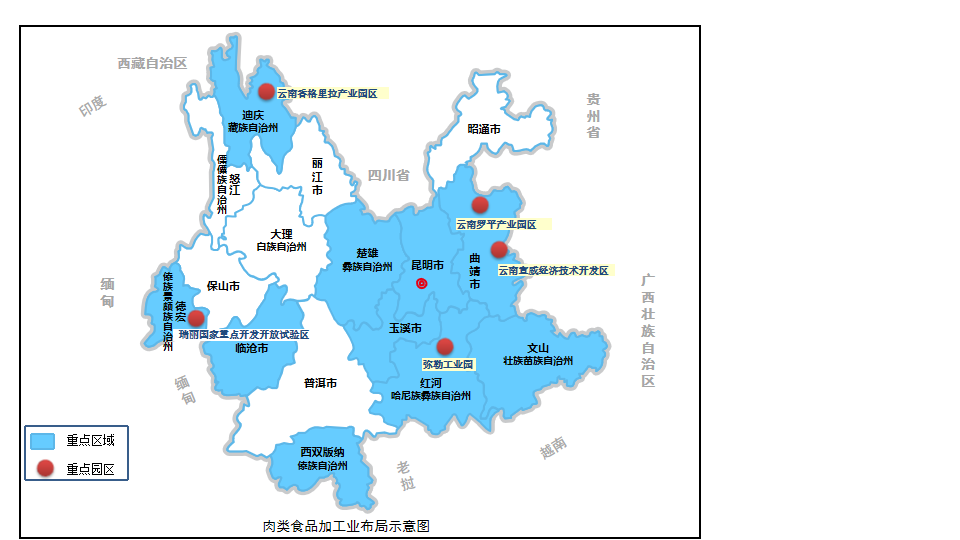 西藏自治区
印度
云南香格里拉产业园区
贵州省
迪庆
藏族自治州
昭通市
丽江市
四川省
怒江
傈僳族自治州
云南罗平产业园区
大理
白族自治州
楚雄
彝族自治州
昆明市
曲靖市
云南宣威经济技术开发区
缅甸
保山市
德宏
傣族景颇族自治州
广西壮族自治区
瑞丽国家重点开发开放试验区
临沧市
玉溪市
文山
壮族苗族自治州
弥勒工业园
缅甸
普洱市
红河
哈尼族彝族自治州
重点区域
重点园区
西双版纳
傣族自治州
老挝
越南
肉类食品加工业布局示意图